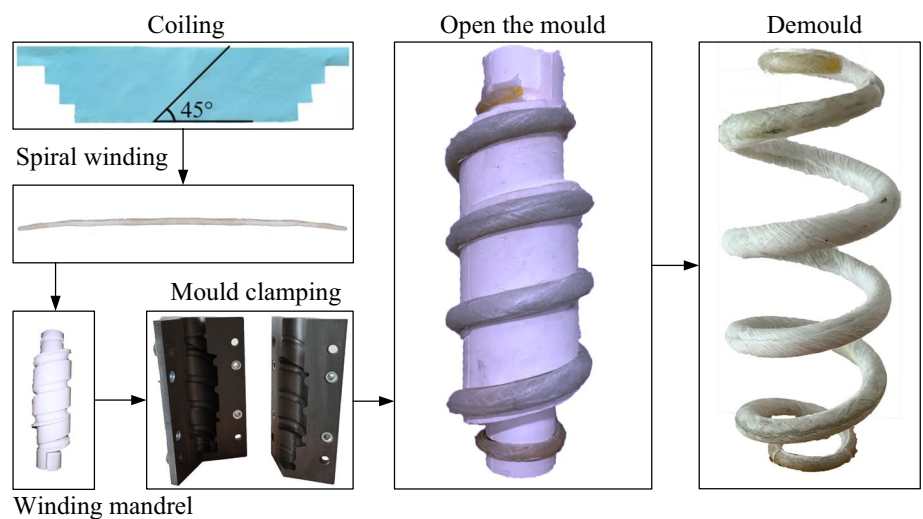 Coiling
45°
Spiral winding
Mould clamping
Winding mandrel
Open the mould
Demould